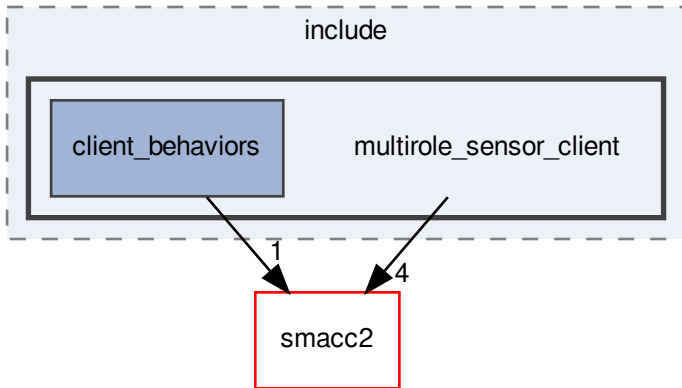 include
client_behaviors
multirole_sensor_client
1
4
smacc2